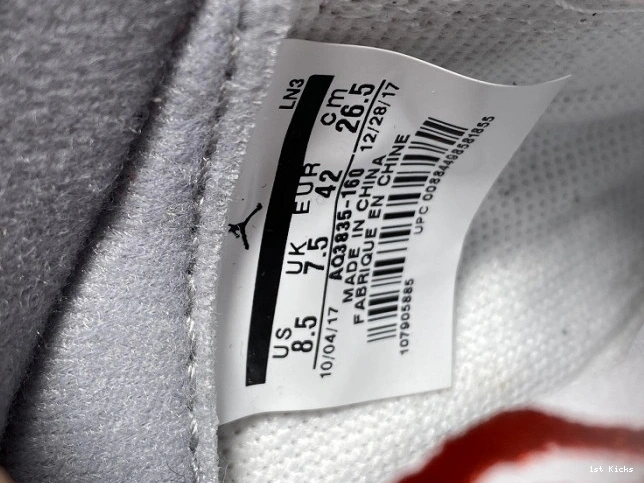 LN3
US UK EUR cm
8.5 7.5 42 26.5
10/04/17 AQ3835-160 12/28/17
MADE IN CHINA
FABRIQUE EN CHINE
UPC 00884498581855
107905885
1st Kicks